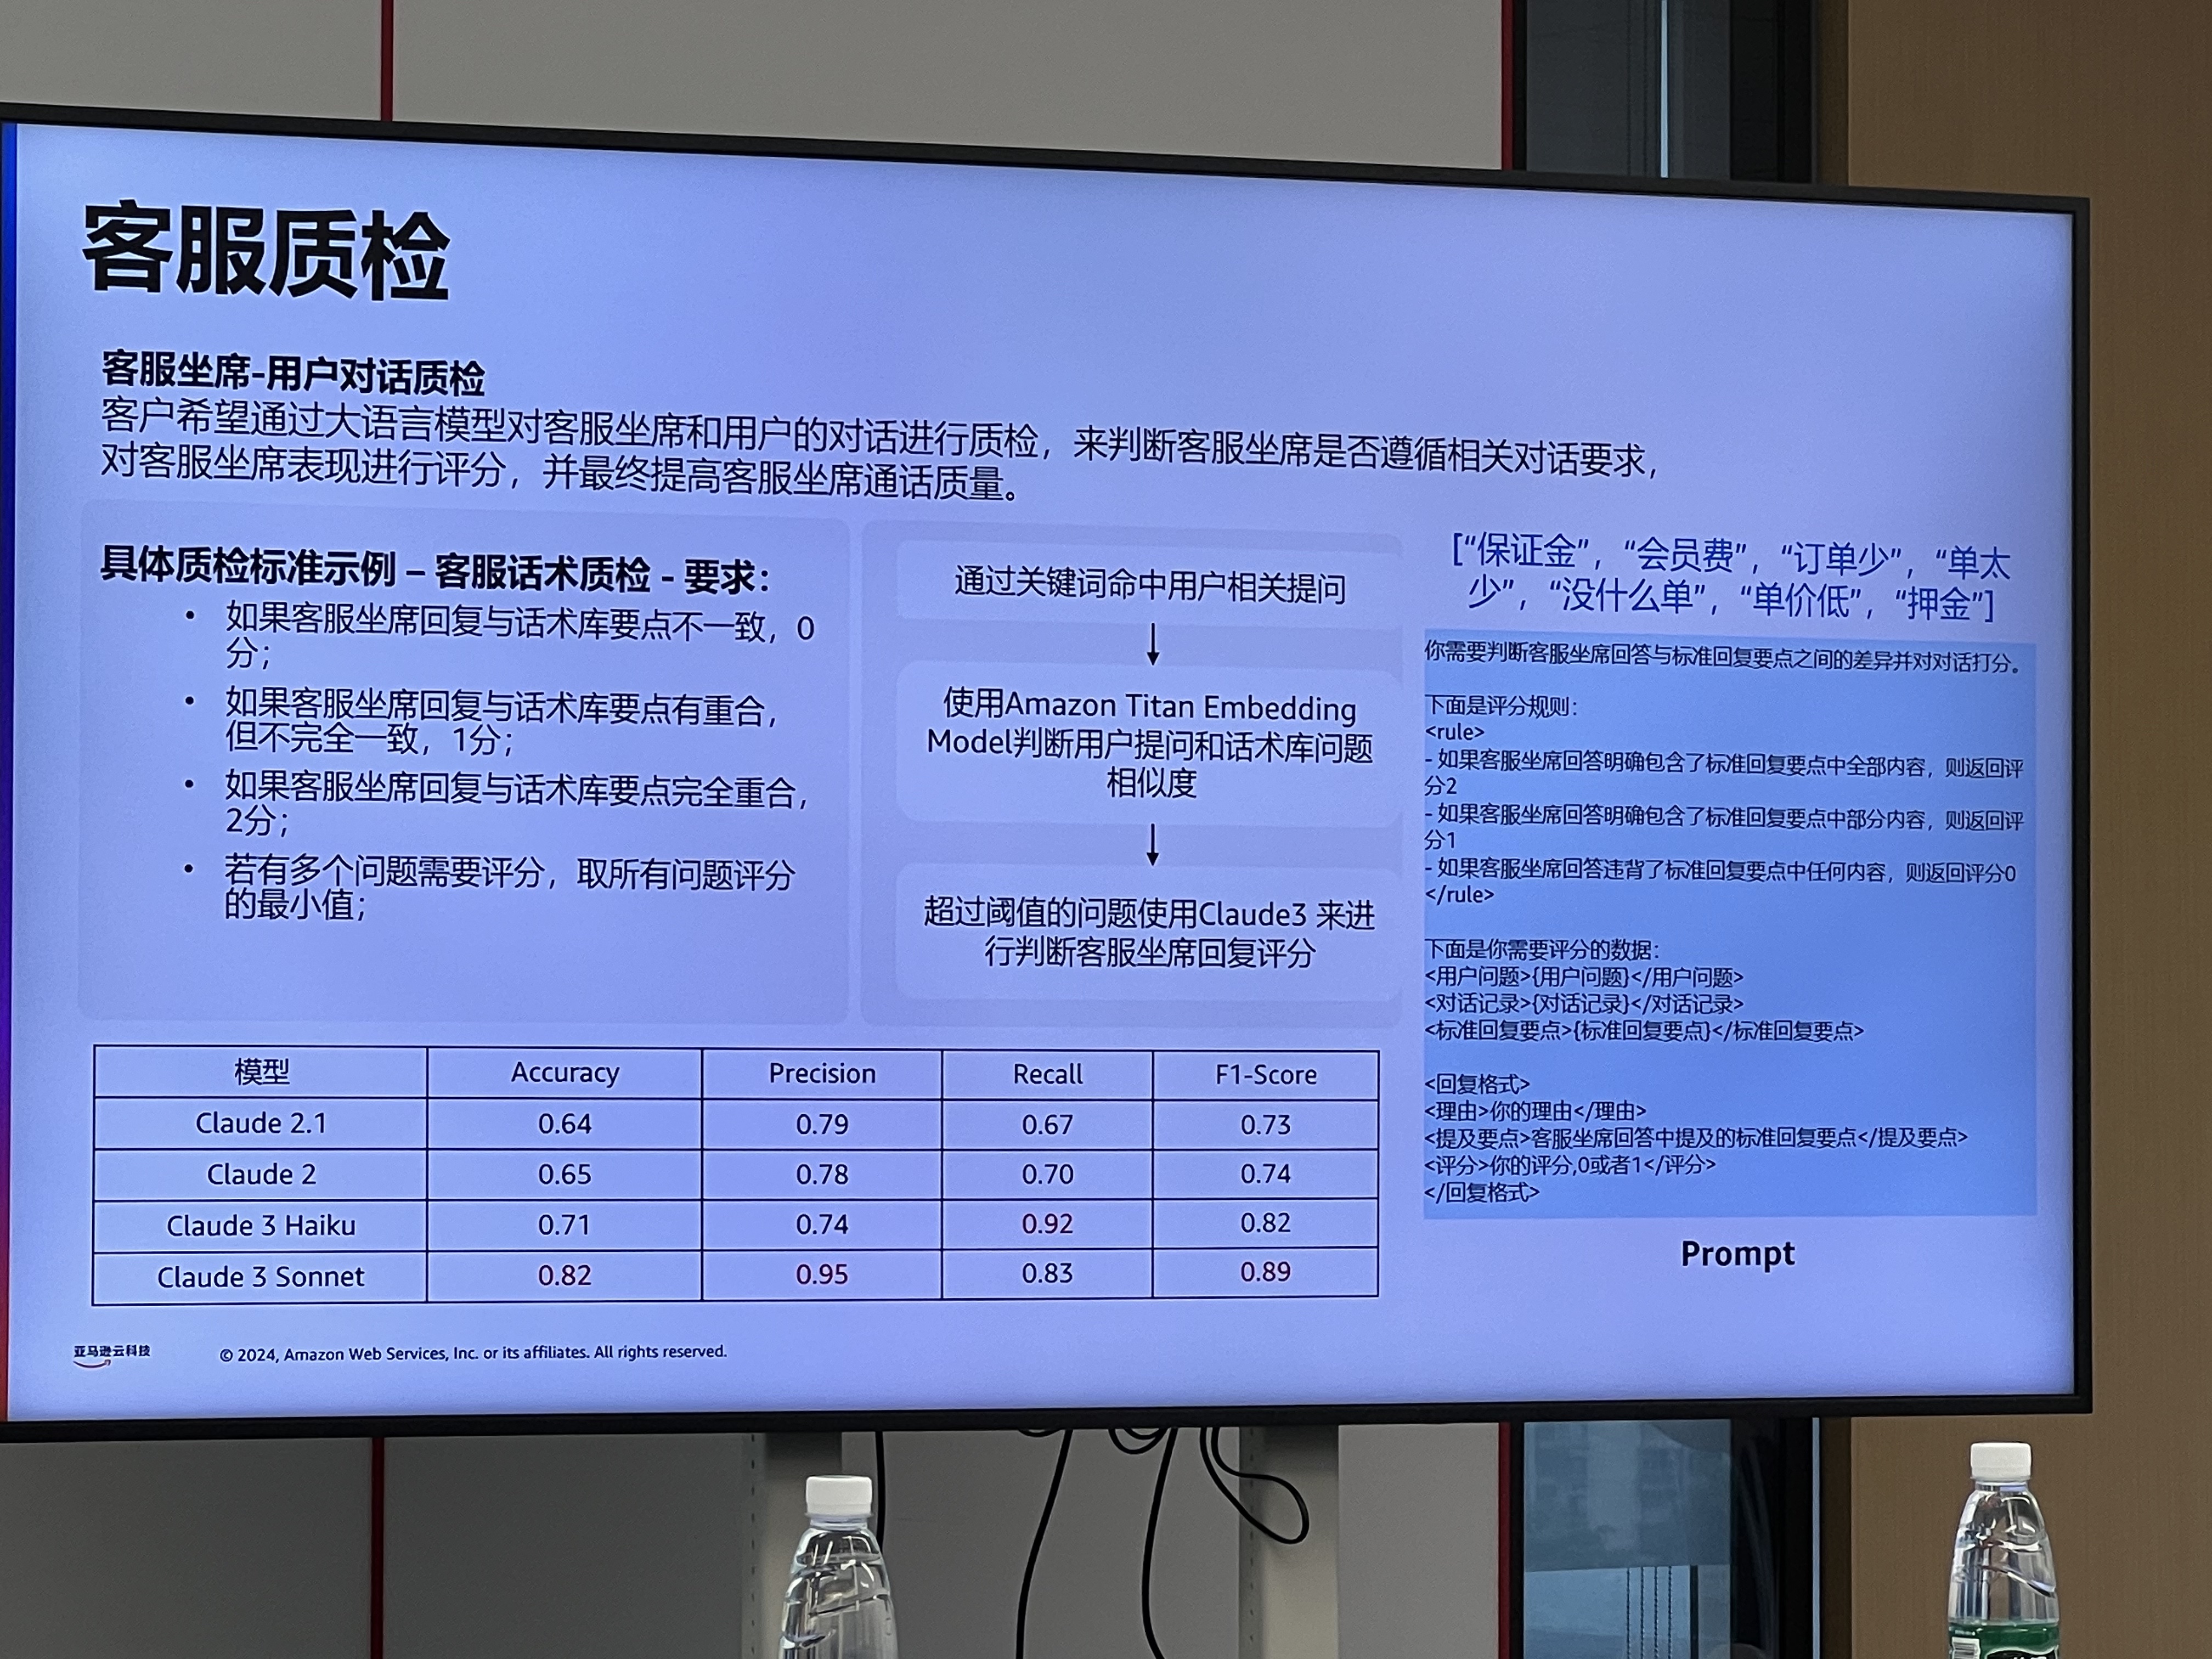 客服质检
客服坐席-用户对话质检
客户希望通过大语言模型对客服坐席和用户的对话进行质检，来判断客服坐席是否遵循相关对话要求，
对客服坐席表现进行评分，并最终提高客服坐席通话质量。
具体质检标准示例 – 客服话术质检 - 要求：
• 如果客服坐席回复与话术库要点不一致，0
分；
• 如果客服坐席回复与话术库要点有重合，
但不完全一致，1分；
• 如果客服坐席回复与话术库要点完全重合，
2分；
• 若有多个问题需要评分，取所有问题评分
的最小值；
通过关键词命中用户相关提问
使用Amazon Titan Embedding
Model判断用户提问和话术库问题
相似度
超过阈值的问题使用Claude3 来进
行判断客服坐席回复评分
[“保证金”，“会员费”，“订单少”，“单太
少”，“没什么单”，“单价低”，“押金”]
你需要判断客服坐席回答与标准回复要点之间的差异并对对话打分。
下面是评分规则：
<rule>
- 如果客服坐席回答明确包含了标准回复要点中全部内容，则返回评
分2
- 如果客服坐席回答明确包含了标准回复要点中部分内容，则返回评
分1
- 如果客服坐席回答违背了标准回复要点中任何内容，则返回评分0
</rule>
下面是你需要评分的数据：
<用户问题>{用户问题}</用户问题>
<对话记录>{对话记录}</对话记录>
<标准回复要点>{标准回复要点}</标准回复要点>
<回复格式>
<理由>你的理由</理由>
<提及要点>客服坐席回答中提及的标准回复要点</提及要点>
<评分>你的评分,0或者1</评分>
</回复格式>
Prompt
模型 Accuracy Precision Recall F1-Score
Claude 2.1 0.64 0.79 0.67 0.73
Claude 2 0.65 0.78 0.70 0.74
Claude 3 Haiku 0.71 0.74 0.92 0.82
Claude 3 Sonnet 0.82 0.95 0.83 0.89
亚马逊云科技
© 2024, Amazon Web Services, Inc. or its affiliates. All rights reserved.